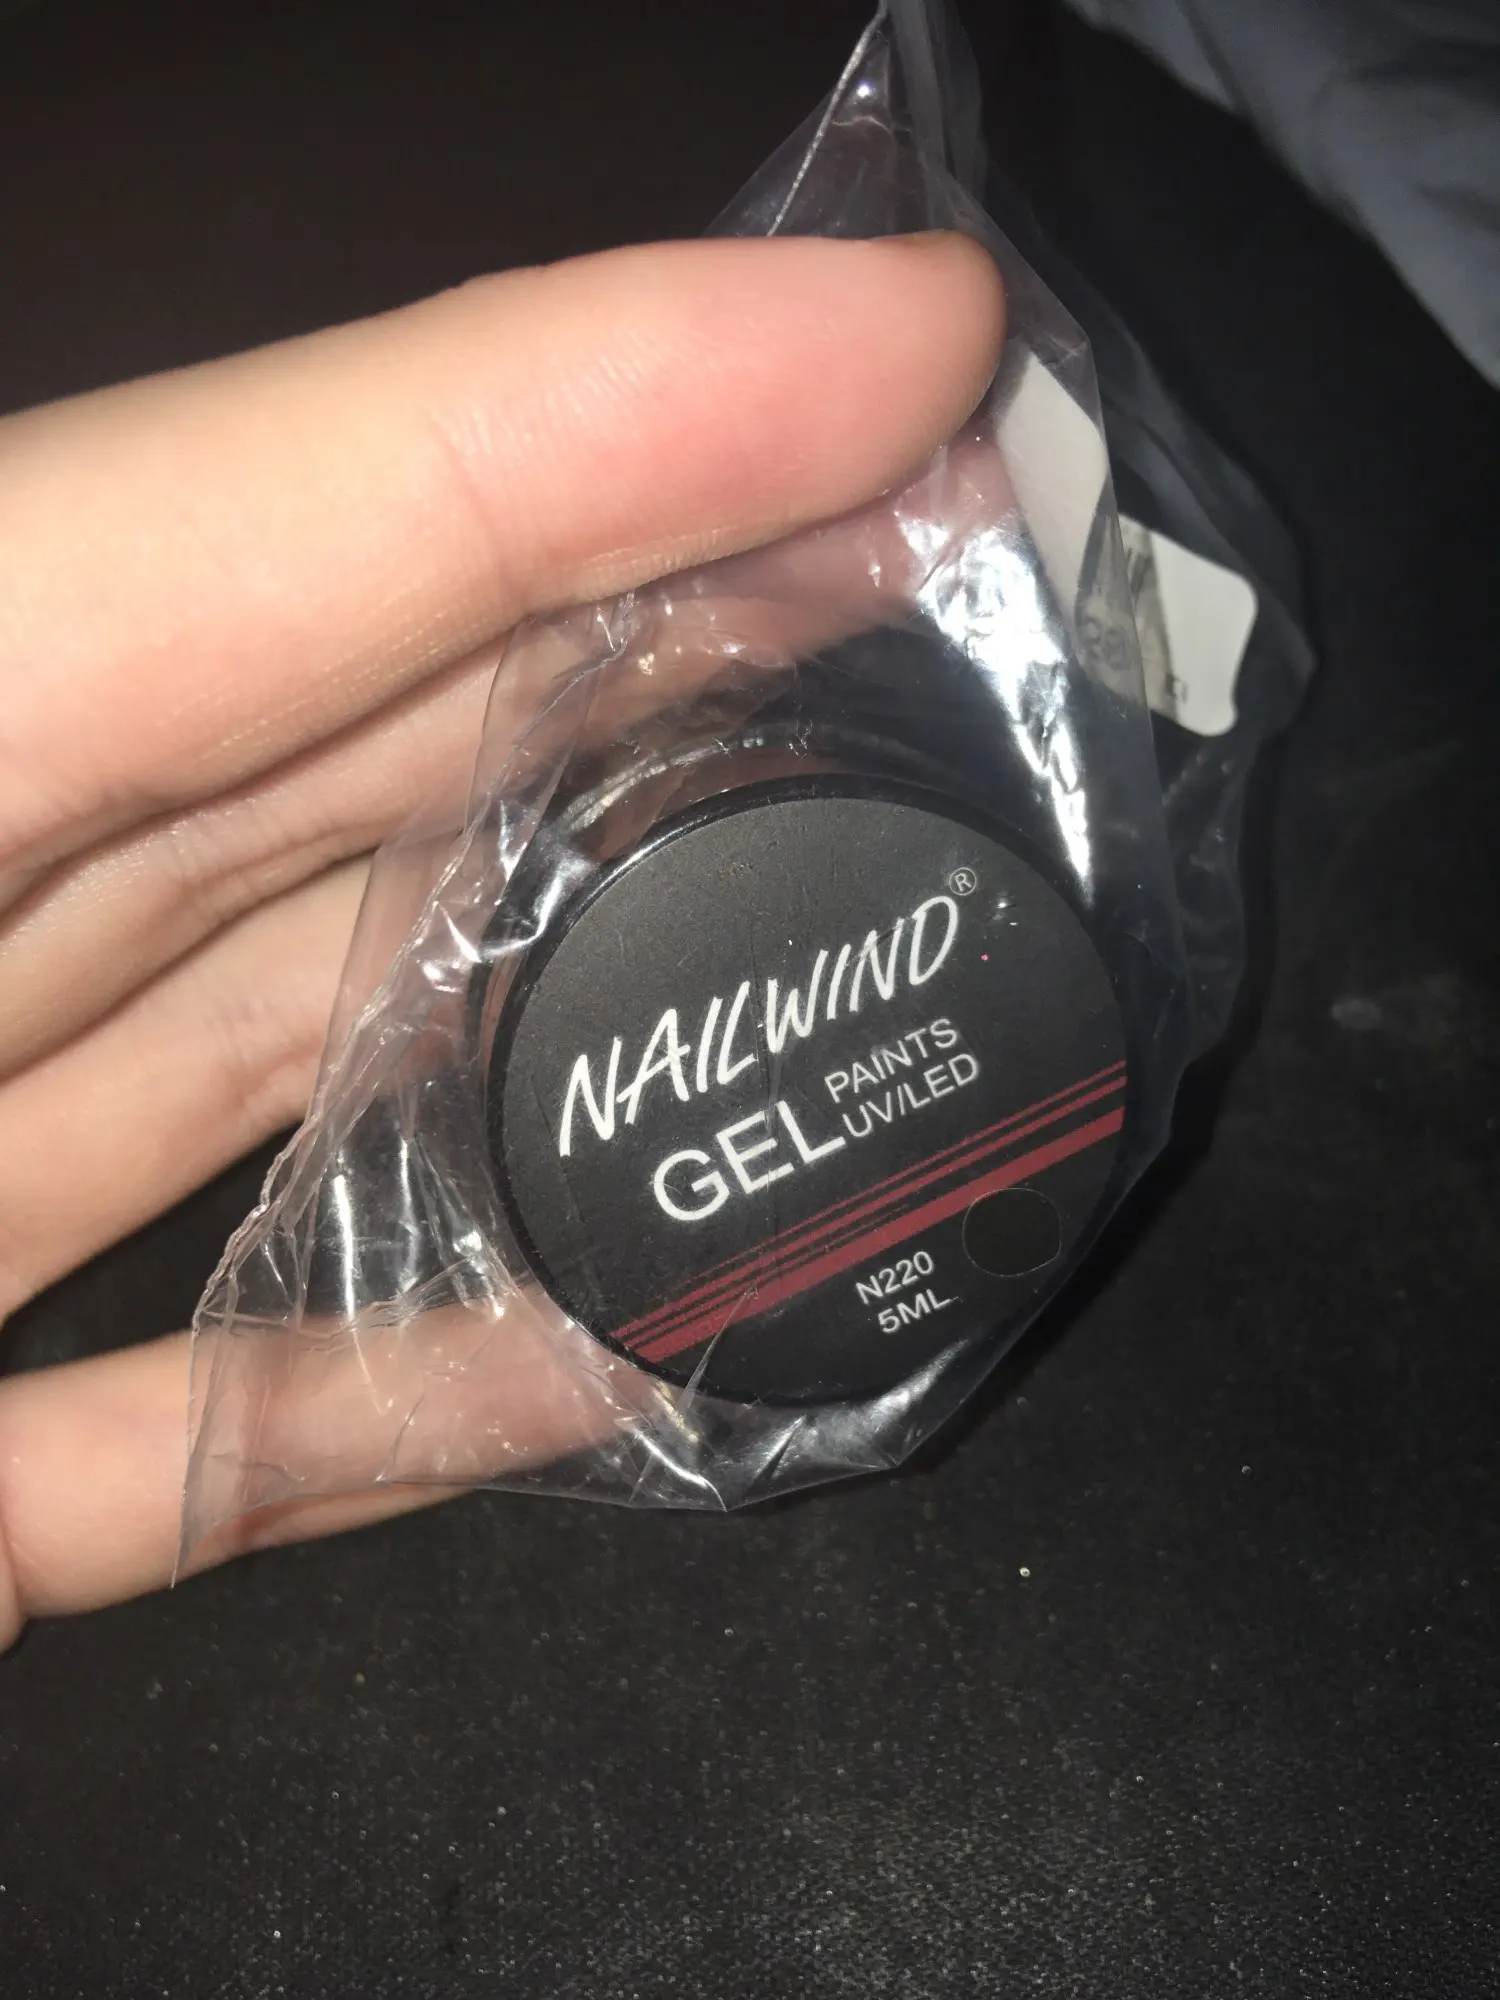 NAILWIND®
GEL PAINTS
UV/LED
N220
5ML